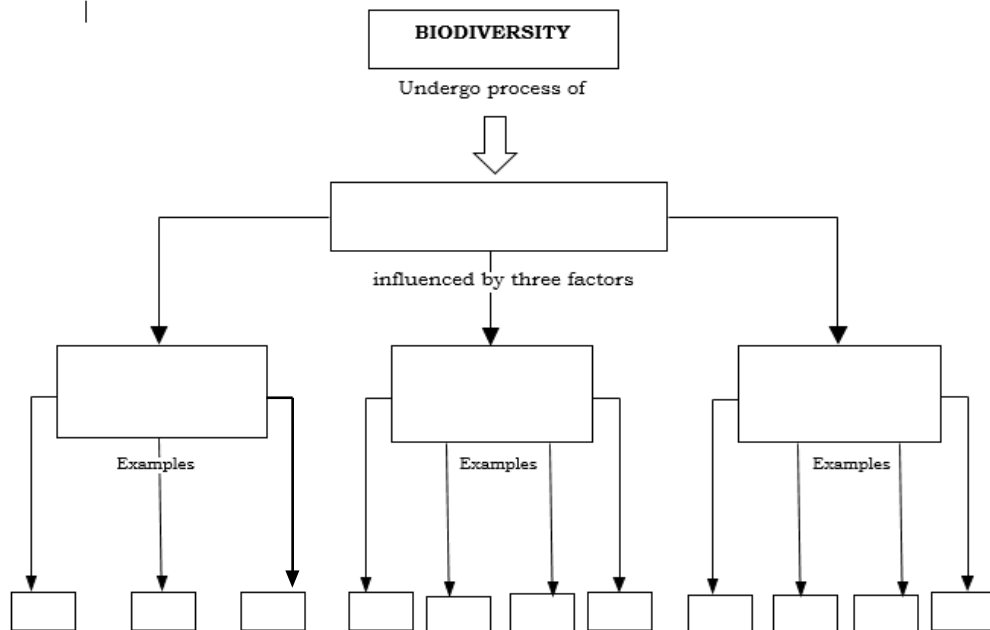 BIODIVERSITY
Undergo process of
influenced by three factors
Examples
Examples
Examples